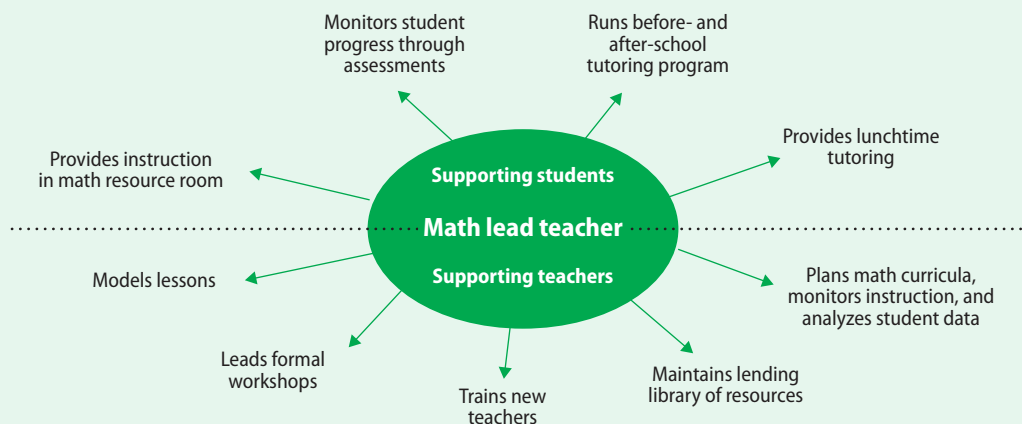 Monitors student
progress through
assessments
Runs before- and
after-school
tutoring program
Provides instruction
in math resource room
Provides lunchtime
tutoring
Supporting students
Math lead teacher
Supporting teachers
Models lessons
Plans math curricula,
monitors instruction, and
analyzes student data
Leads formal
workshops
Trains new
teachers
Maintains lending
library of resources